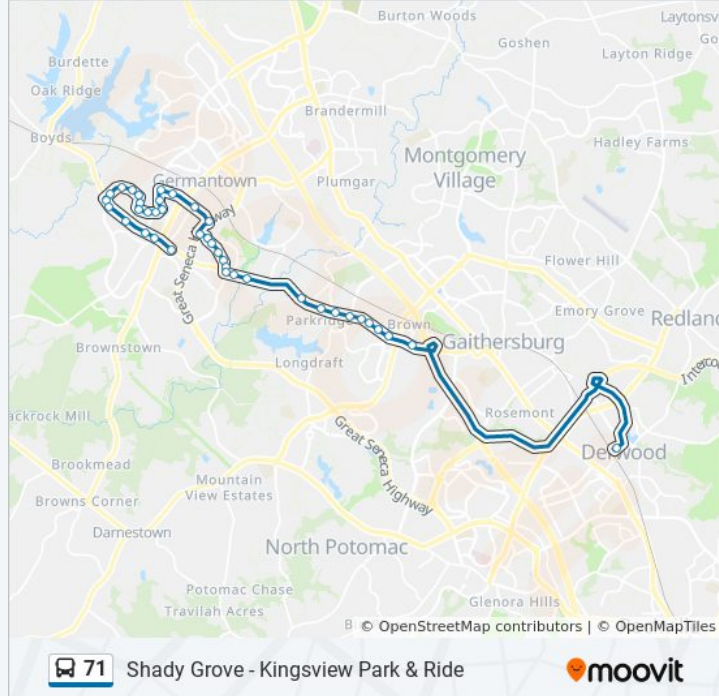 Burton Woods
Laytonsv
Goshen
Go
Burdette
Layton Ridge
Oak Ridge
Brandermill
Boyds
Hadley Farms
Montgomery
Village
Germantown
Plumgar
Great Seneca Highway
Flower Hill
Emory Grove
Redland
Parkridge
Brown
Gaithersburg
Brownstown
Longdraft
Interco
ackrock Mill
Rosemont
Great Seneca Highway
Derwood
Brookmead
Mountain
View Estates
Browns Corner
Darnestown
North Potomac
Potomac Chase
Travilah Acres
Glenora Hills
B
© OpenStreetMap contributors | © OpenMapTiles
71 Shady Grove - Kingsview Park & Ride
moovit